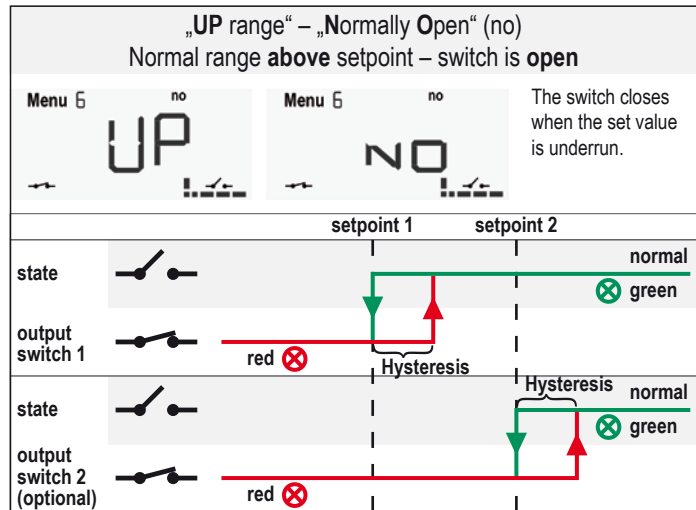 „UP range“ – „Normally Open“ (no)
Normal range above setpoint – switch is open
Menu 6 no
UP
Menu 6 no
NO
The switch closes
when the set value
is underrun.
setpoint 1 setpoint 2
state
normal
green
output
switch 1
red
Hysteresis
state
Hysteresis
normal
green
output
switch 2
(optional)
red